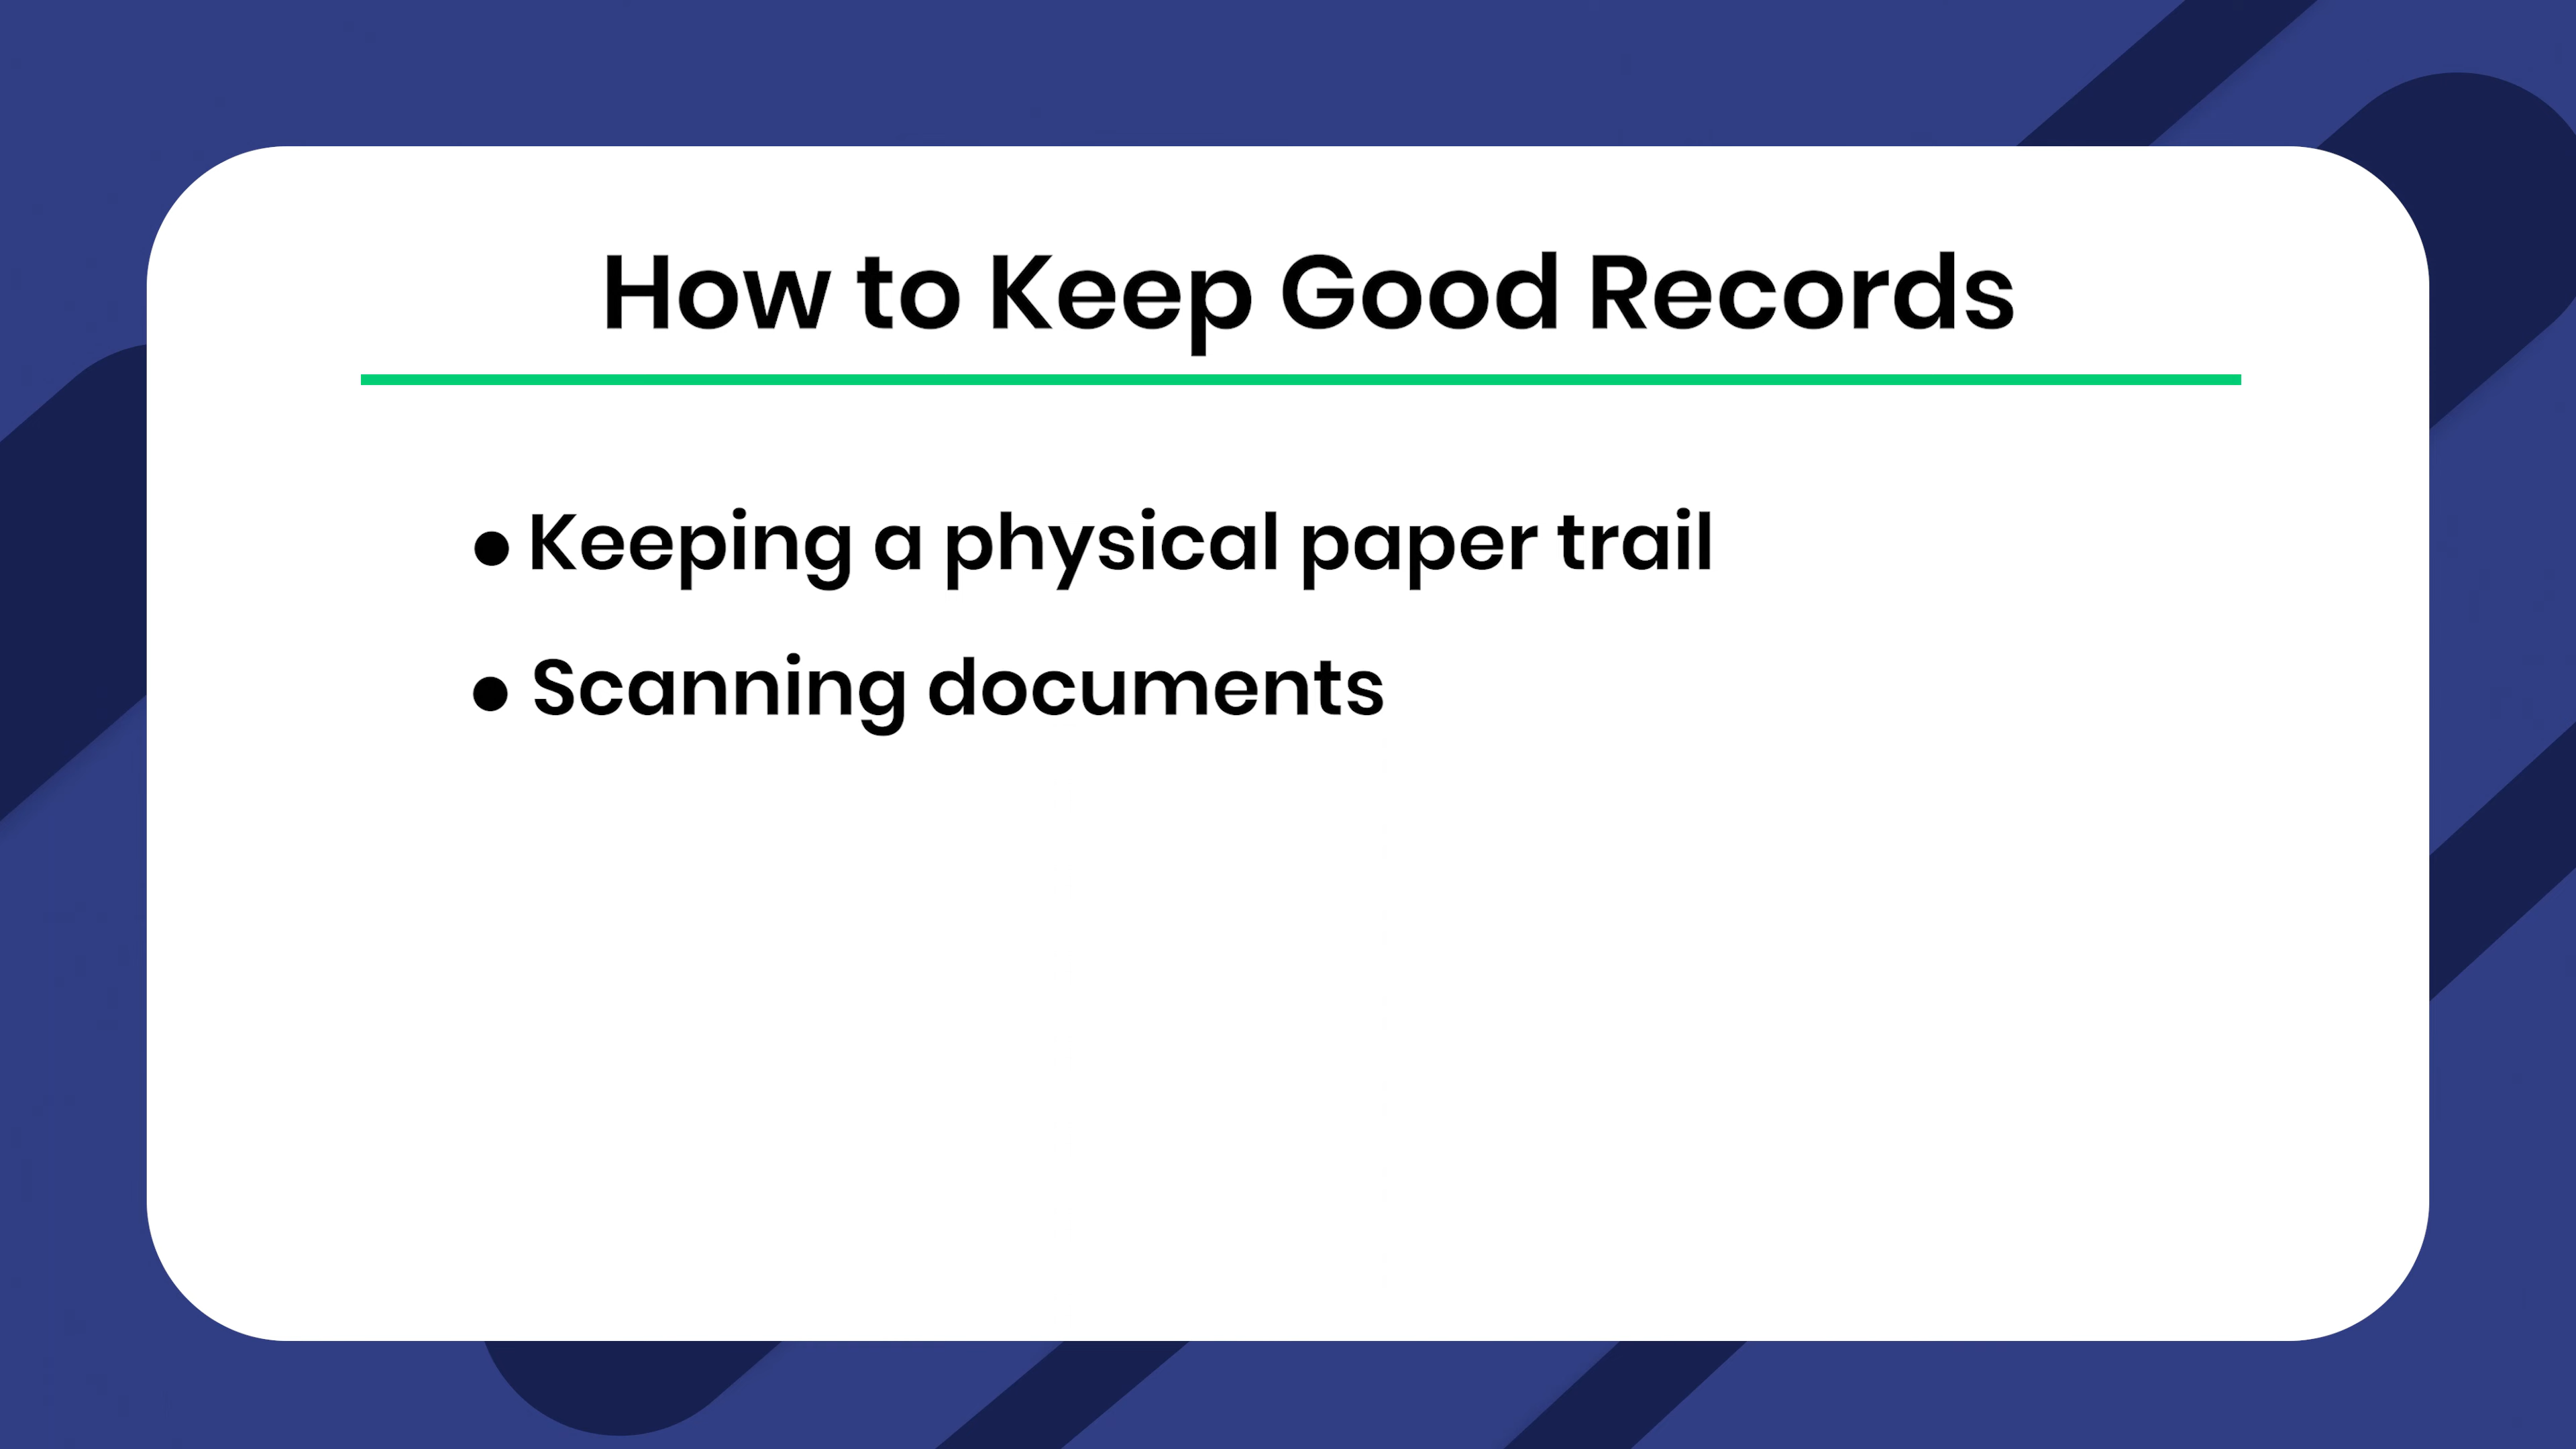 How to Keep Good Records
● Keeping a physical paper trail
● Scanning documents